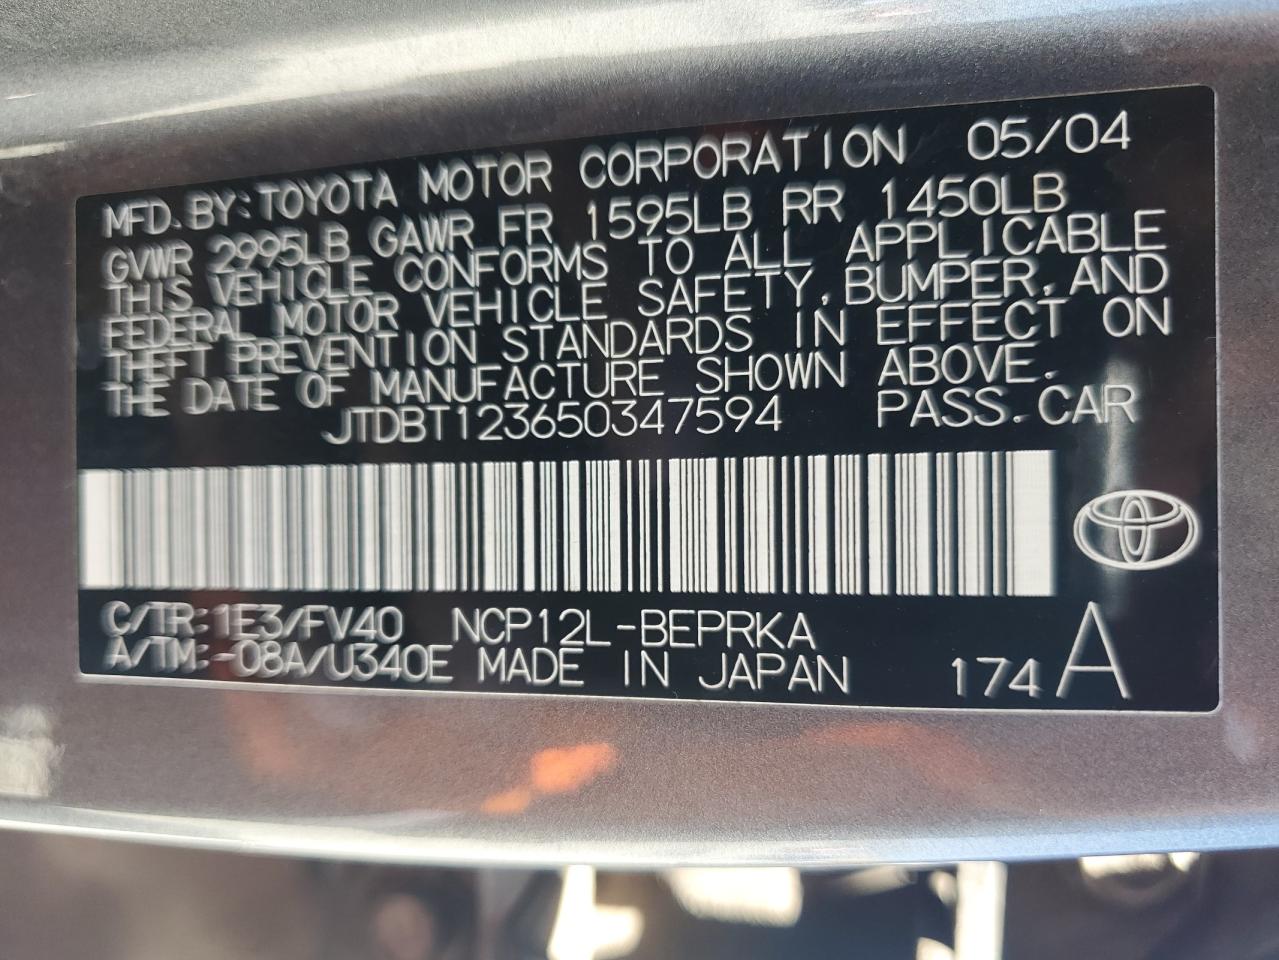 MFD.BY:TOYOTA MOTOR CORPORATION 05/04
GVWR 2995LB GAWR FR 1595LB RR 1450LB
THIS VEHICLE CONFORMS TO ALL APPLICABLE
FEDERAL MOTOR VEHICLE SAFETY,BUMPER,AND
THEFT PREVENTION STANDARDS IN EFFECT ON
THE DATE OF MANUFACTURE SHOWN ABOVE.
JTDBT123650347594 PASS.CAR
C/TR:1E3/FV40 NCP12L-BEPRKA
A/TM:-08A/U340E MADE IN JAPAN 174 A